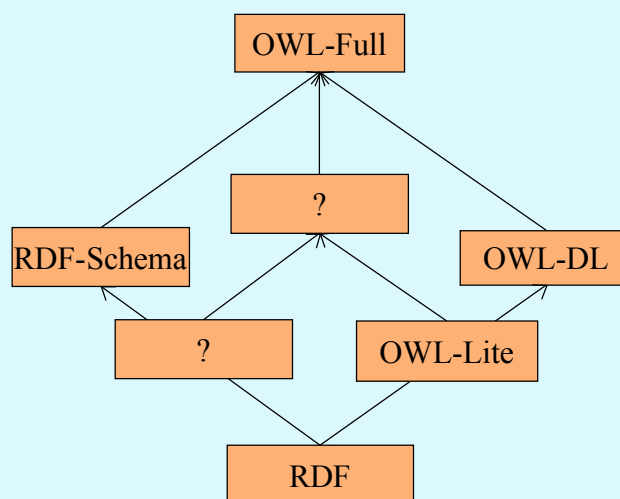 OWL-Full
?
RDF-Schema
OWL-DL
?
OWL-Lite
RDF